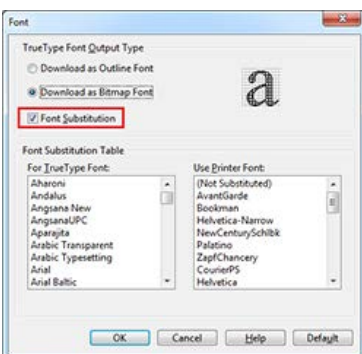 Font
TrueType Font Output Type
Download as Outline Font
Download as Bitmap Font
a
Font Substitution
Font Substitution Table
For TrueType Font:
Use Printer Font:
Aharoni
Andalus
Angsana New
AngsanaUPC
Aparajita
Arabic Transparent
Arabic Typesetting
Arial
Arial Baltic
(Not Substituted)
AvantGarde
Bookman
Helvetica-Narrow
NewCenturySchlbk
Palatino
ZapfChancery
CourierPS
Helvetica
OK
Cancel
Help
Default